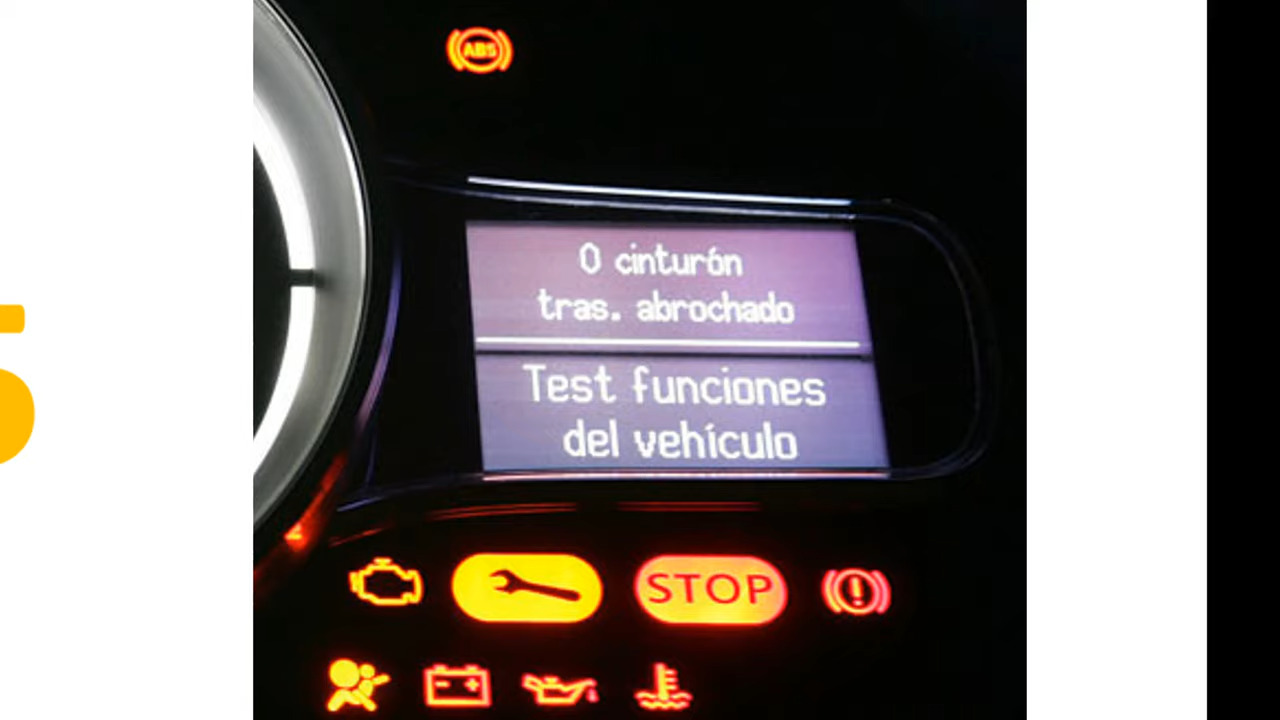 ABS
0 cinturón
tras. abrochado
Test funciones
del vehículo
STOP